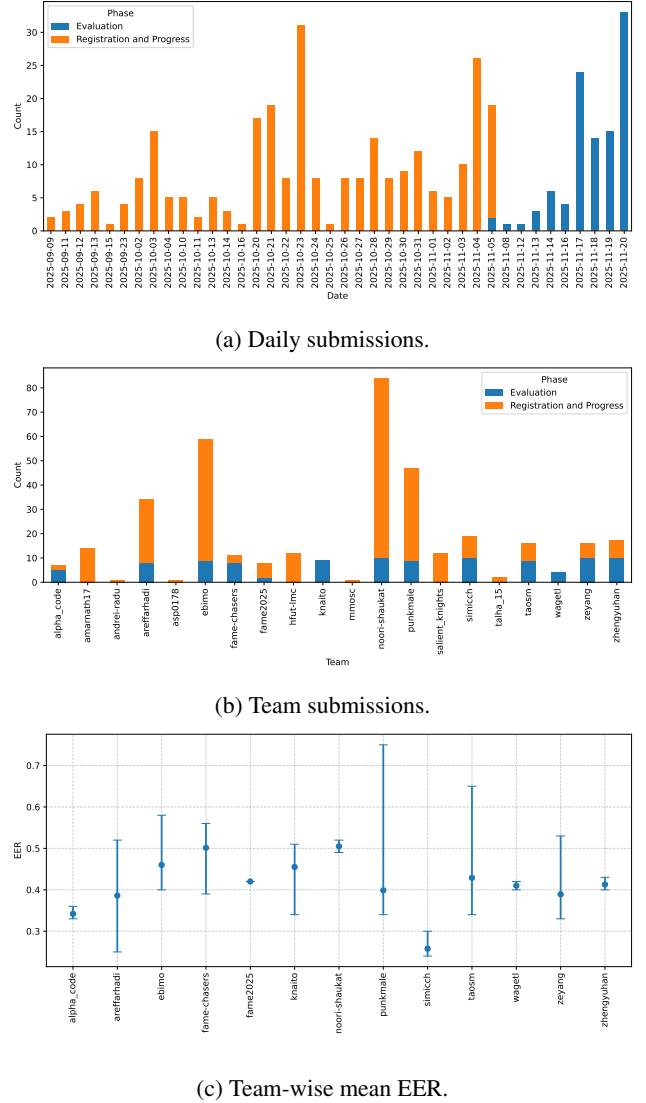 Phase
Evaluation
Registration and Progress
Count
0
5
10
15
20
25
30
2025-09-09
2025-09-11
2025-09-12
2025-09-13
2025-09-15
2025-09-23
2025-10-02
2025-10-03
2025-10-04
2025-10-10
2025-10-11
2025-10-13
2025-10-14
2025-10-16
2025-10-20
2025-10-21
2025-10-22
2025-10-23
2025-10-24
2025-10-25
2025-10-26
2025-10-27
2025-10-28
2025-10-29
2025-10-30
2025-10-31
2025-11-01
2025-11-02
2025-11-03
2025-11-04
2025-11-05
2025-11-08
2025-11-12
2025-11-13
2025-11-14
2025-11-16
2025-11-17
2025-11-18
2025-11-19
2025-11-20
Date
(a) Daily submissions.
Phase
Evaluation
Registration and Progress
Count
0
10
20
30
40
50
60
70
80
alpha_code
amarnath17
andrei-radu
areffarhadi
asp0178
ebimo
fame-chasers
fame2025
hfut-lmc
knaito
mmosc
noori-shaukat
punkmale
salient_knights
simicch
talha_15
taosm
wagetl
zeyang
zhengyuhan
Team
(b) Team submissions.
EER
0.3
0.4
0.5
0.6
0.7
alpha_code
areffarhadi
ebimo
fame-chasers
fame2025
knaito
noori-shaukat
punkmale
simicch
taosm
wagetl
zeyang
zhengyuhan
(c) Team-wise mean EER.